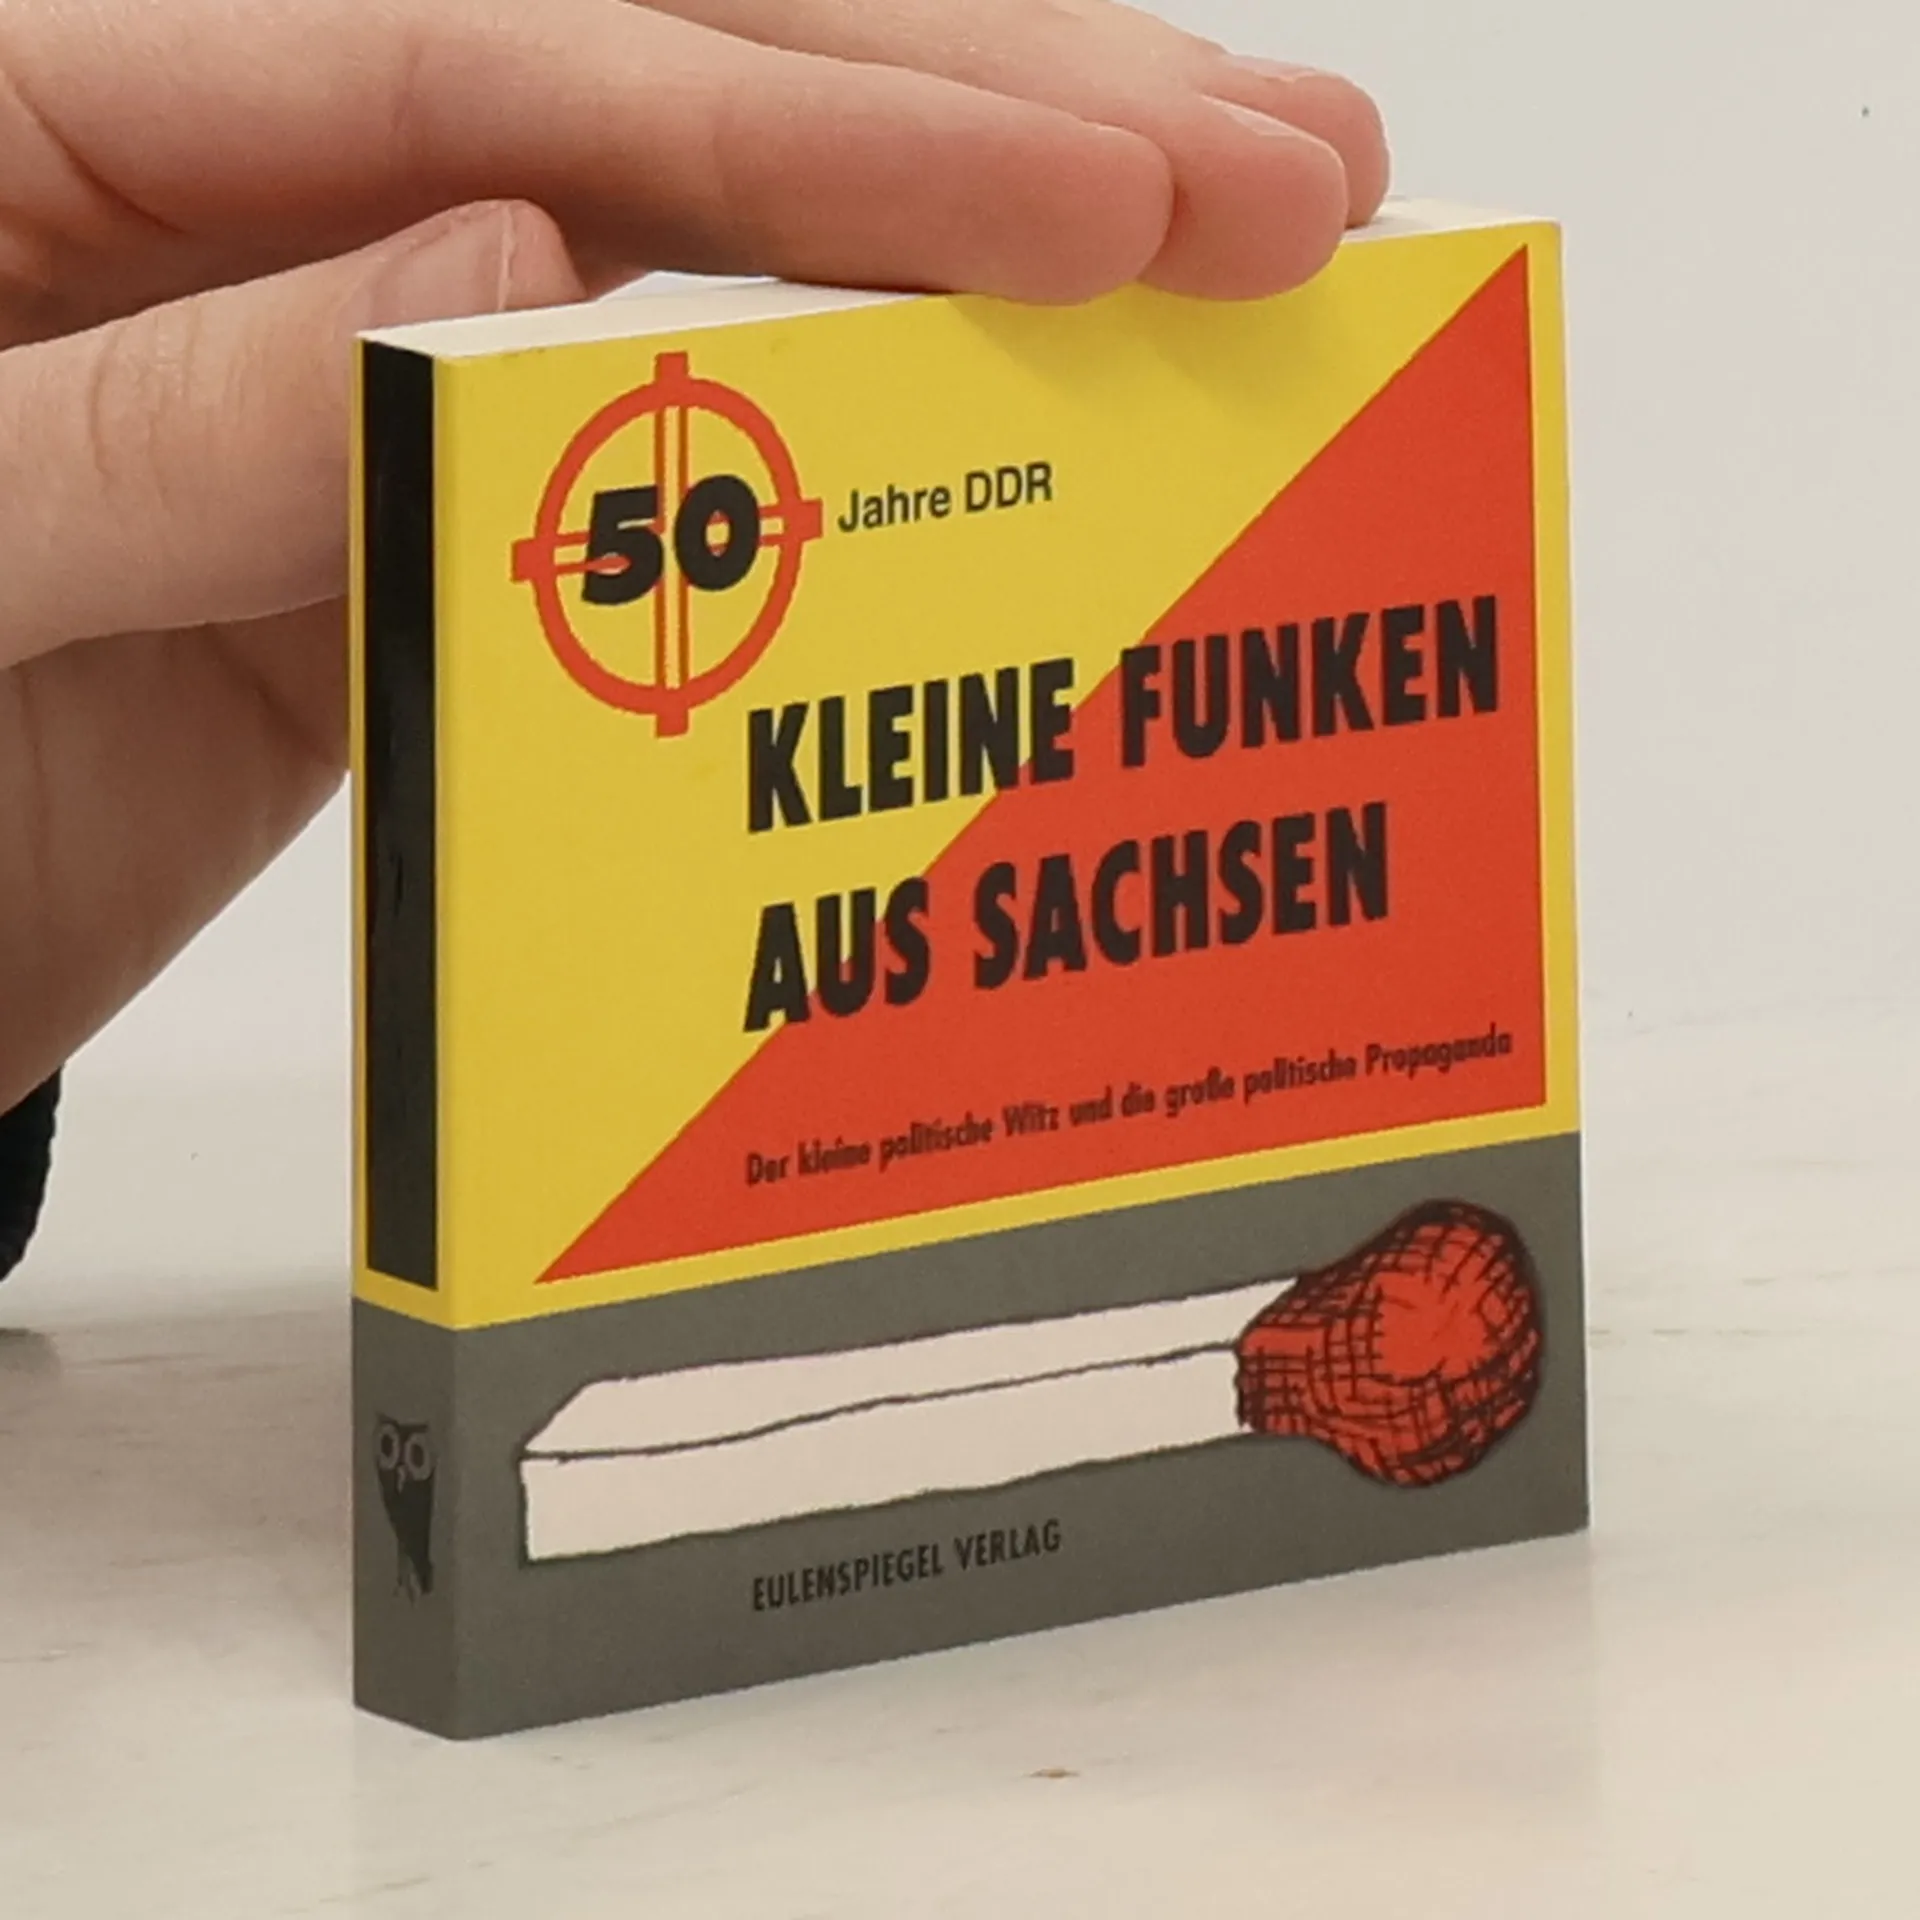 50 Jahre DDR
KLEINE FUNKEN
AUS SACHSEN
Der kleine politische Witz und die große politische Propaganda
EULENSPIEGEL VERLAG